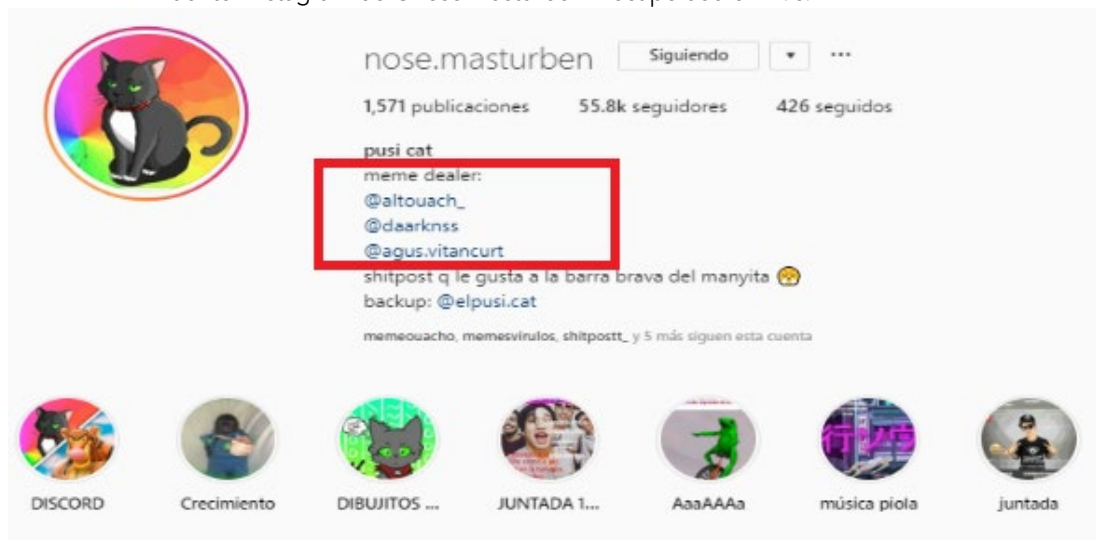 nose.masturben Siguiendo
1,571 publicaciones 55.8k seguidores 426 seguidos
pusi cat
meme dealer:
@altouach_
@daarknss
@agus.vitancurt
shitpost q le gusta a la barra brava del manyita
backup: @elpusi.cat
memeouacho, memesvirulos, shitpostt_ y 5 más siguen esta cuenta
DISCORD Crecimiento DIBUJITOS ... JUNTADA 1... AaaAAAa música piola juntada